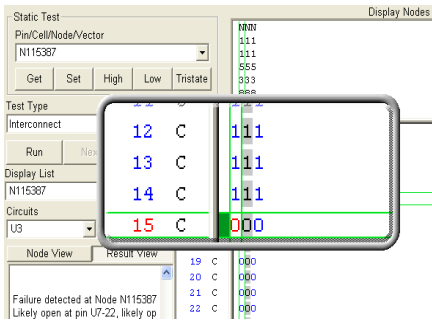 Static Test
Display Nodes
Pin/Cell/Node/Vector
N115387
Get Set High Low Tristate
NNN
111
111
555
333
888
Test Type
Interconnect
Run
Display List
N115387
Circuits
U3
Node View Result View
12 C 111
13 C 111
14 C 111
15 C 000
19 C 000
20 C 000
21 C 000
22 C 000
Failure detected at Node N115387
Likely open at pin U7-22, likely op